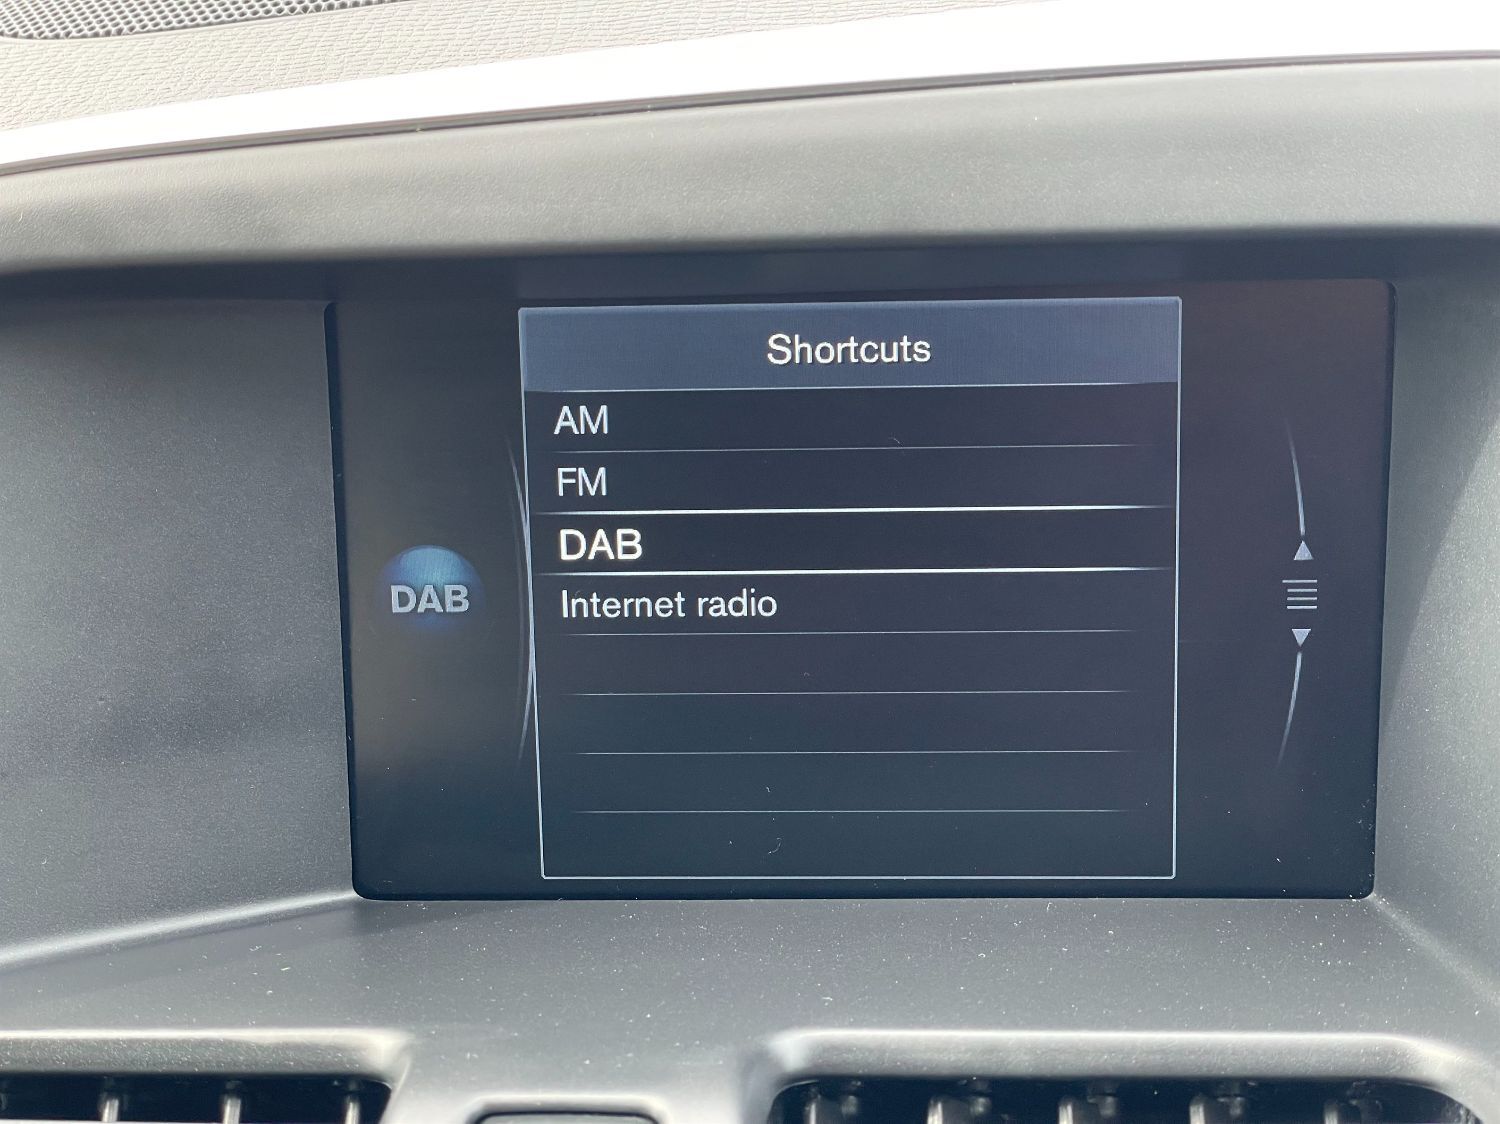 Shortcuts
AM
FM
DAB
Internet radio
DAB